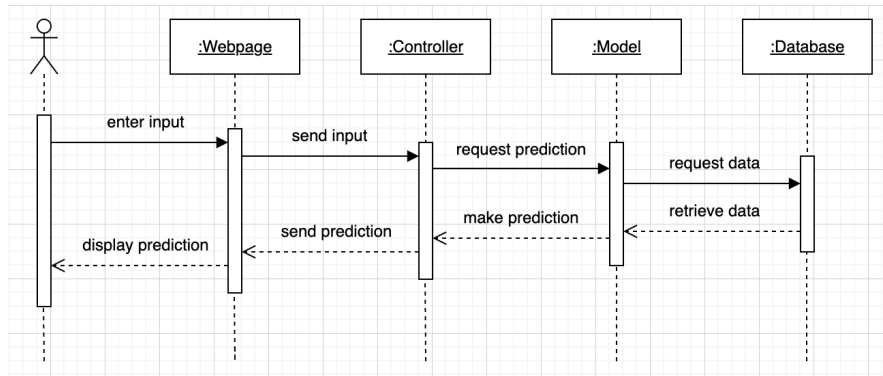 :Webpage
:Controller
:Model
:Database
enter input
send input
request prediction
request data
retrieve data
make prediction
send prediction
display prediction